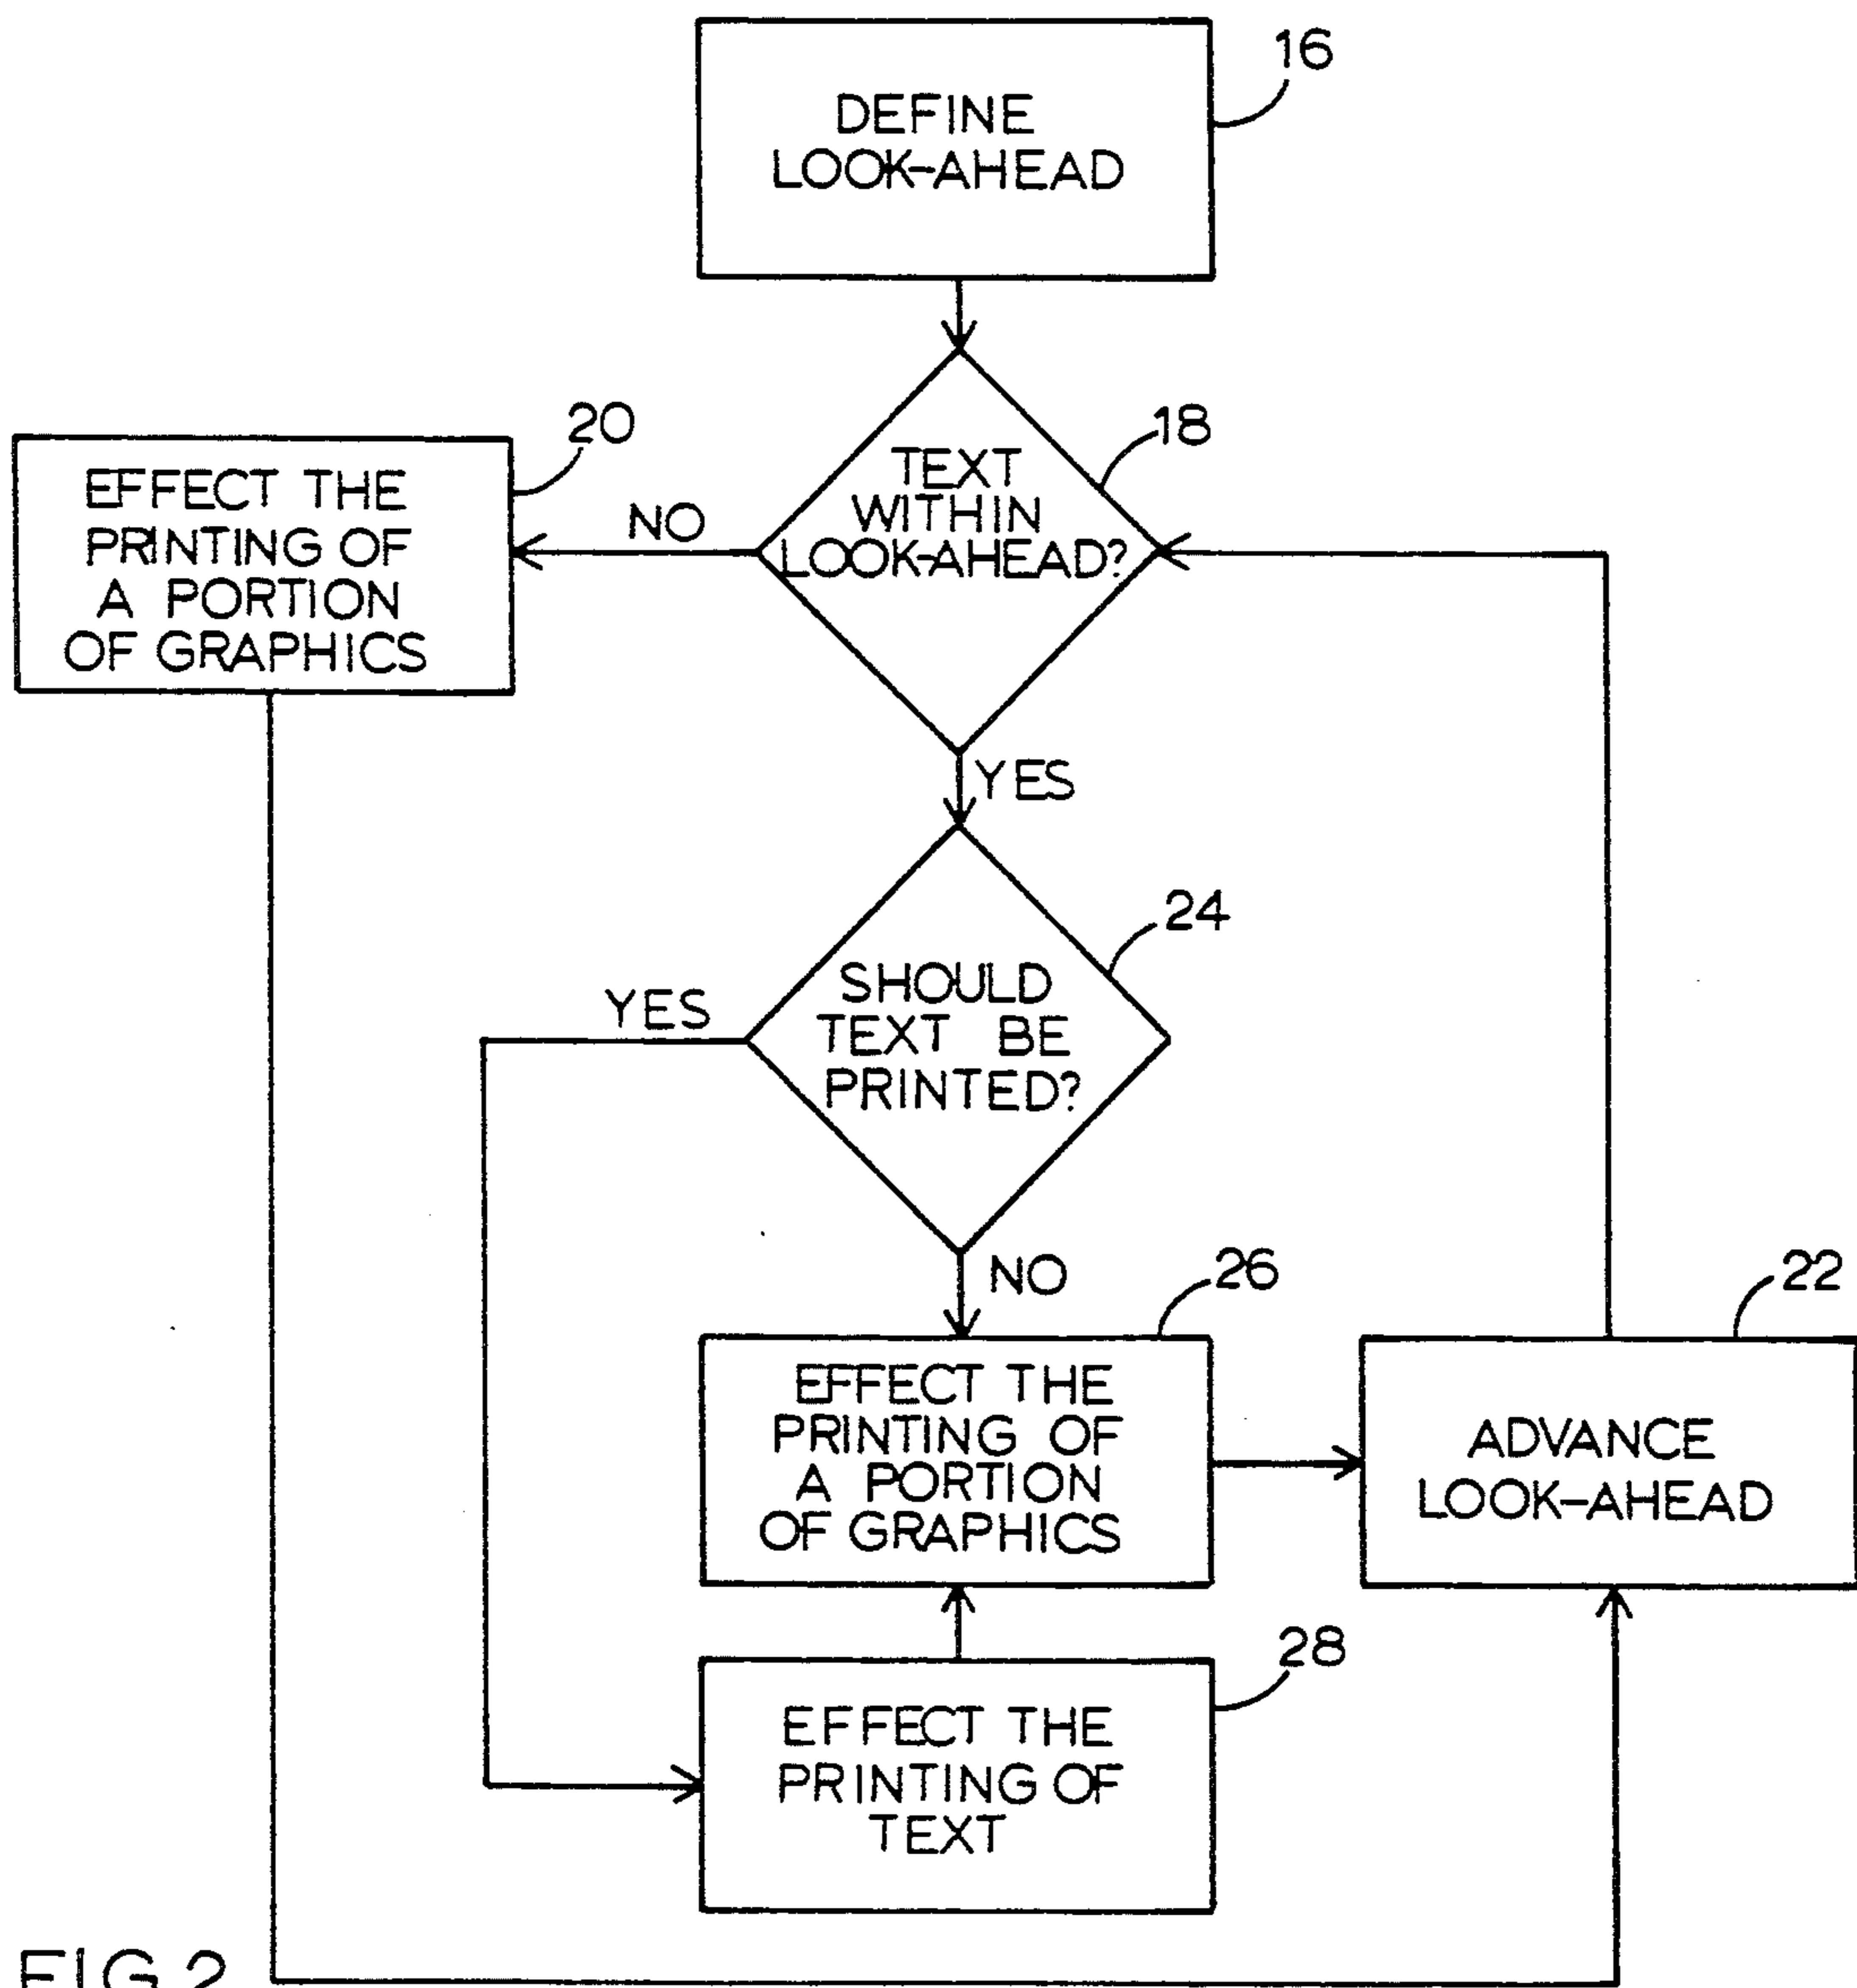 16
DEFINE
LOOK-AHEAD
18
TEXT
WITHIN
LOOK-AHEAD?
20
EFFECT THE
PRINTING OF
A PORTION
OF GRAPHICS
NO
YES
24
SHOULD
TEXT BE
PRINTED?
YES
NO
26
EFFECT THE
PRINTING OF
A PORTION
OF GRAPHICS
22
ADVANCE
LOOK-AHEAD
28
EFFECT THE
PRINTING OF
TEXT
FIG.2